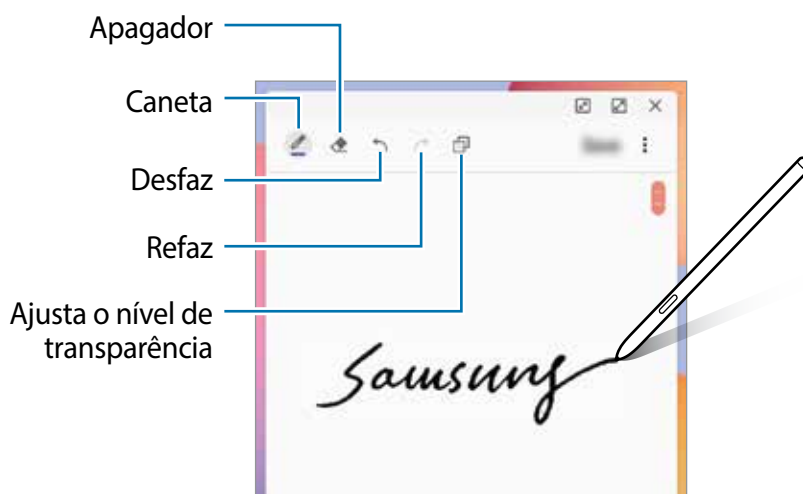 Apagador
Caneta
Desfaz
Refaz
Ajusta o nível de
transparência
Samsung